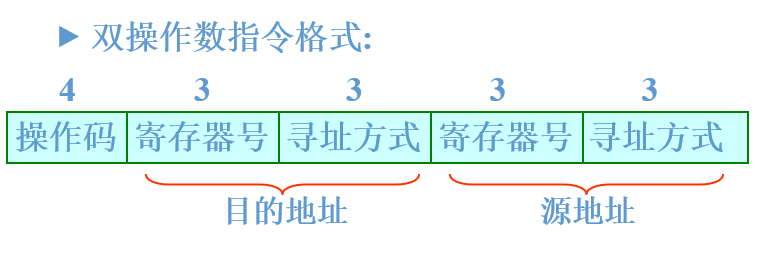 ▶ 双操作数指令格式:
4 3 3 3 3
操作码 寄存器号 寻址方式 寄存器号 寻址方式
目的地址 源地址